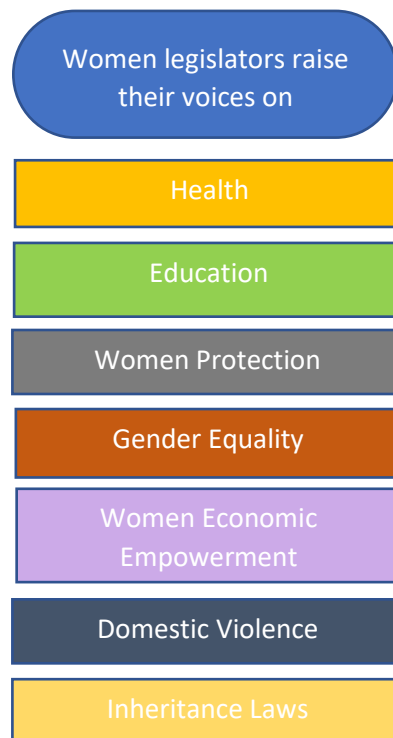 Women legislators raise
their voices on
Health
Education
Women Protection
Gender Equality
Women Economic
Empowerment
Domestic Violence
Inheritance Laws